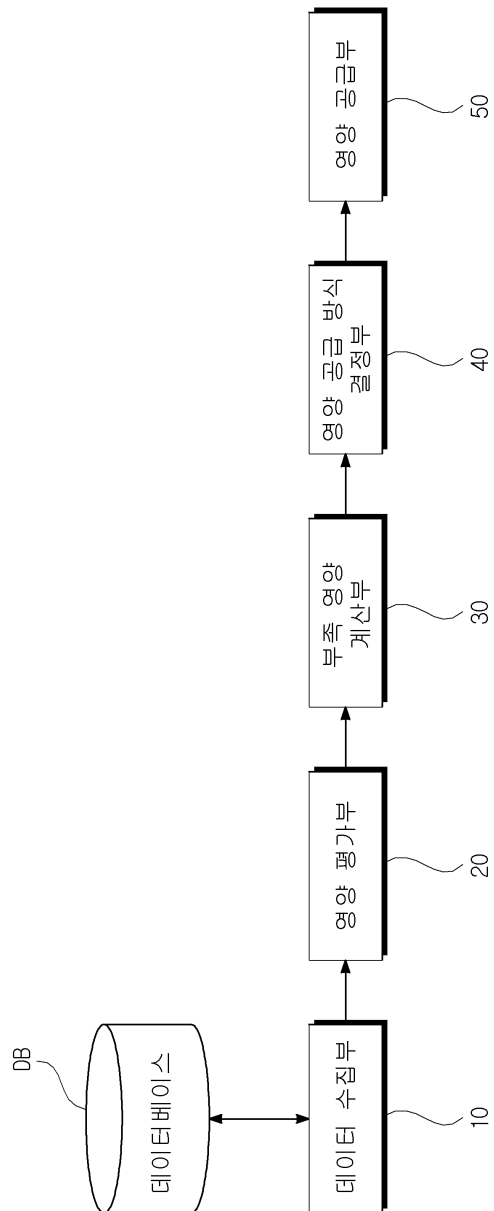 DB
데이터베이스
데이터 수집부
10
영양 평가부
20
부족 영양
계산부
30
영양 공급 방식
결정부
40
영양 공급부
50